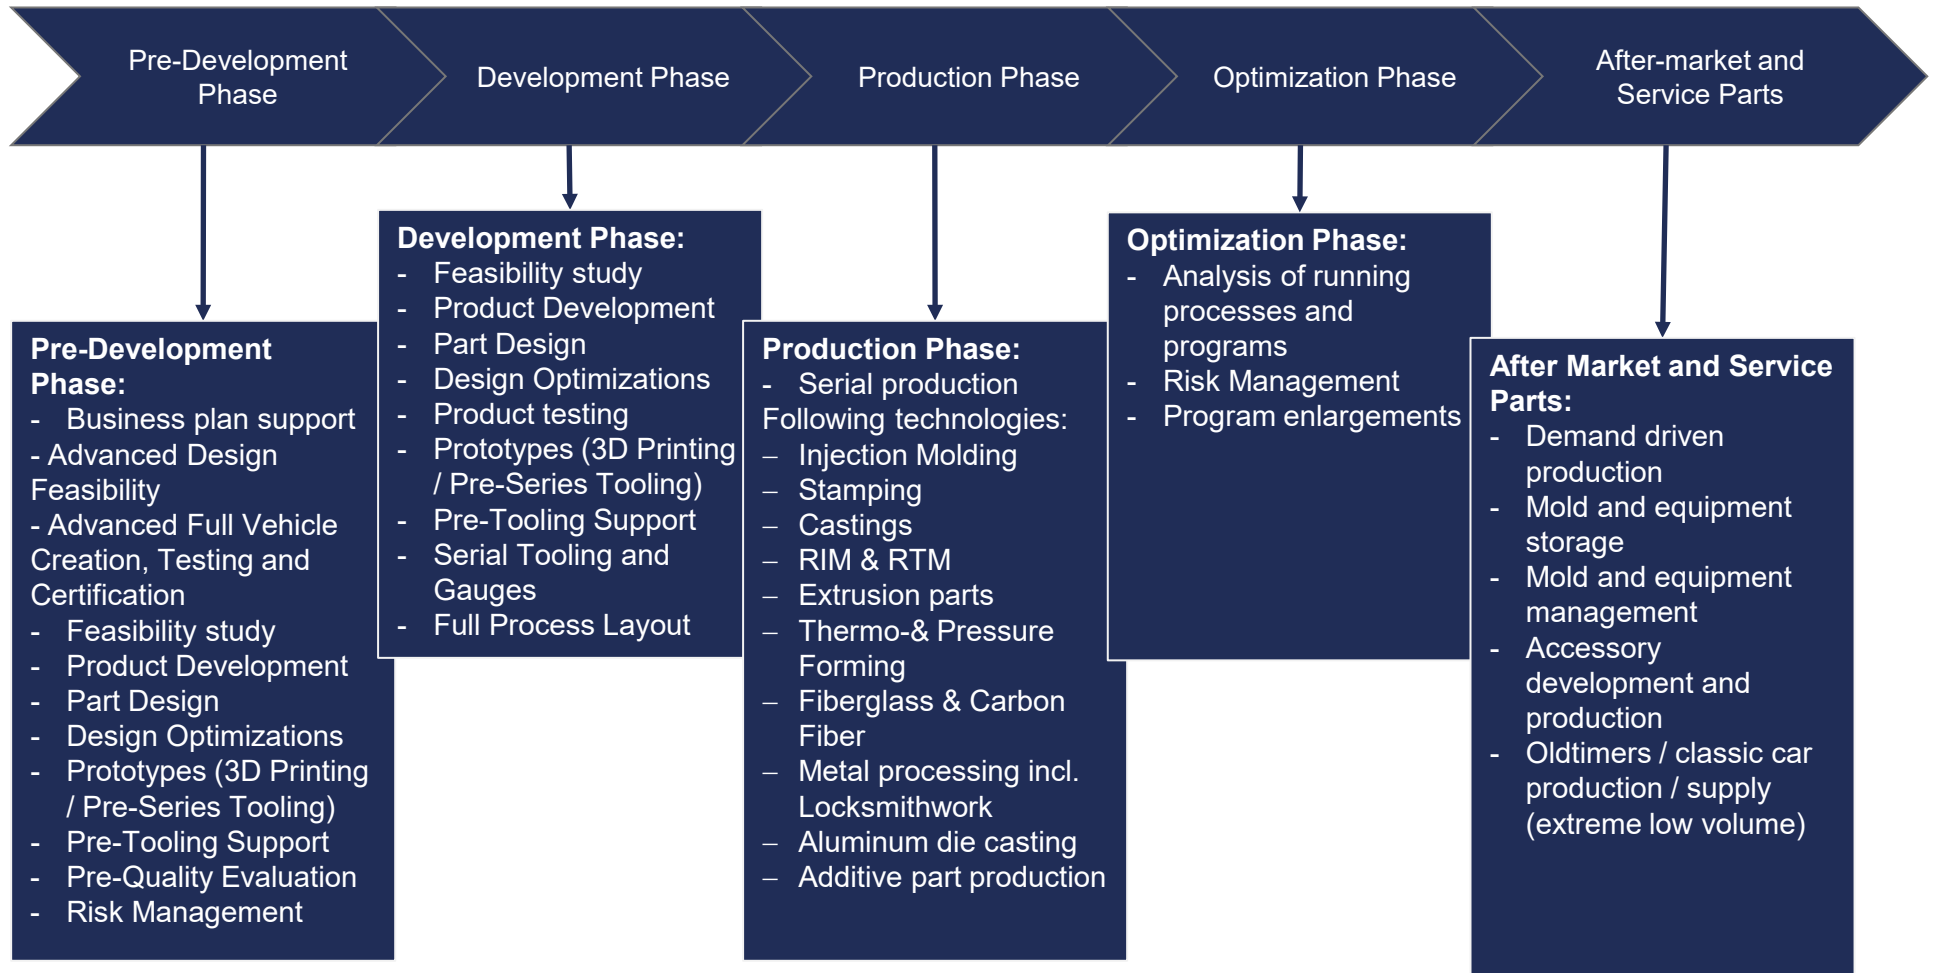 Pre-Development
Phase
Development Phase
Production Phase
Optimization Phase
After-market and
Service Parts
Pre-Development
Phase:
- Business plan support
- Advanced Design
Feasibility
- Advanced Full Vehicle
Creation, Testing and
Certification
- Feasibility study
- Product Development
- Part Design
- Design Optimizations
- Prototypes (3D Printing
/ Pre-Series Tooling)
- Pre-Tooling Support
- Pre-Quality Evaluation
- Risk Management
Development Phase:
- Feasibility study
- Product Development
- Part Design
- Design Optimizations
- Product testing
- Prototypes (3D Printing
/ Pre-Series Tooling)
- Pre-Tooling Support
- Serial Tooling and
Gauges
- Full Process Layout
Production Phase:
- Serial production
Following technologies:
– Injection Molding
– Stamping
– Castings
– RIM & RTM
– Extrusion parts
– Thermo-& Pressure
Forming
– Fiberglass & Carbon
Fiber
– Metal processing incl.
Locksmithwork
– Aluminum die casting
– Additive part production
Optimization Phase:
- Analysis of running
processes and
programs
- Risk Management
- Program enlargements
After Market and Service
Parts:
- Demand driven
production
- Mold and equipment
storage
- Mold and equipment
management
- Accessory
development and
production
- Oldtimers / classic car
production / supply
(extreme low volume)